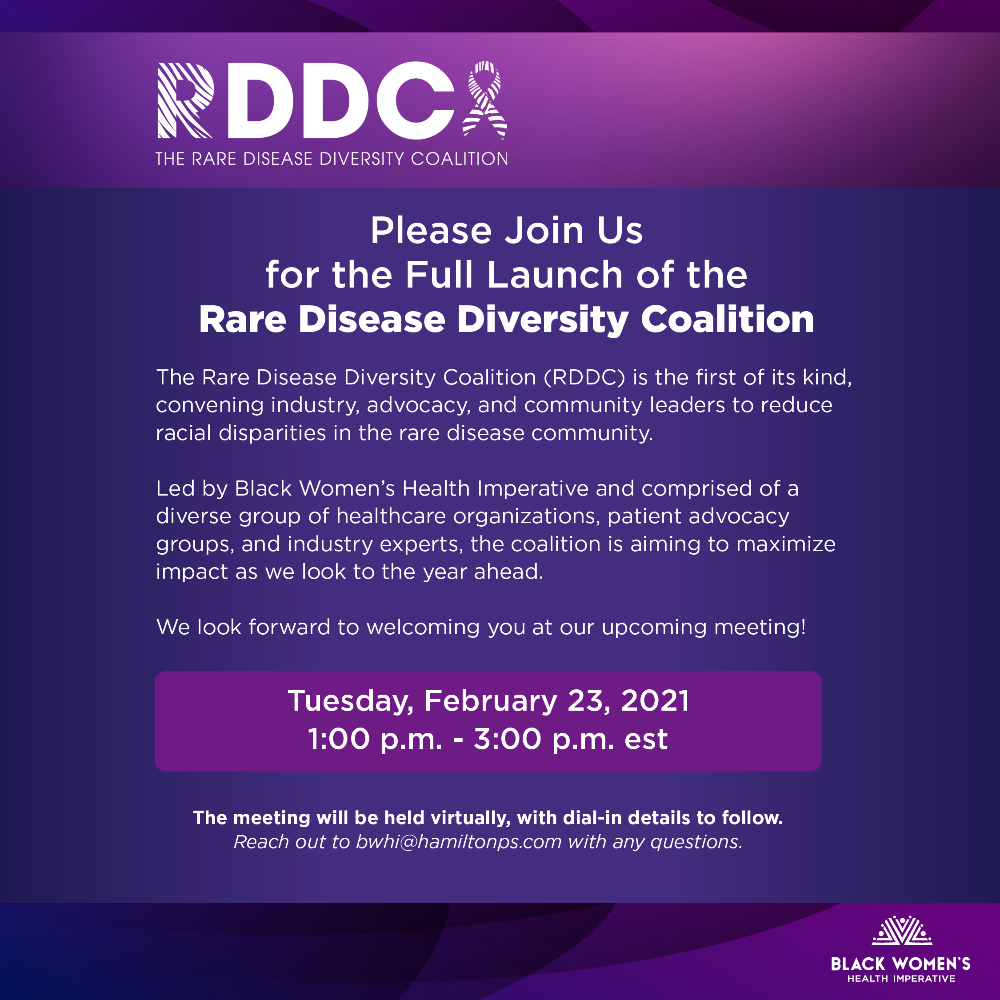 RDDC
THE RARE DISEASE DIVERSITY COALITION
Please Join Us
for the Full Launch of the
Rare Disease Diversity Coalition
The Rare Disease Diversity Coalition (RDDC) is the first of its kind,
convening industry, advocacy, and community leaders to reduce
racial disparities in the rare disease community.
Led by Black Women’s Health Imperative and comprised of a
diverse group of healthcare organizations, patient advocacy
groups, and industry experts, the coalition is aiming to maximize
impact as we look to the year ahead.
We look forward to welcoming you at our upcoming meeting!
Tuesday, February 23, 2021
1:00 p.m. - 3:00 p.m. est
The meeting will be held virtually, with dial-in details to follow.
Reach out to bwhi@hamiltonps.com with any questions.
BLACK WOMEN'S
HEALTH IMPERATIVE